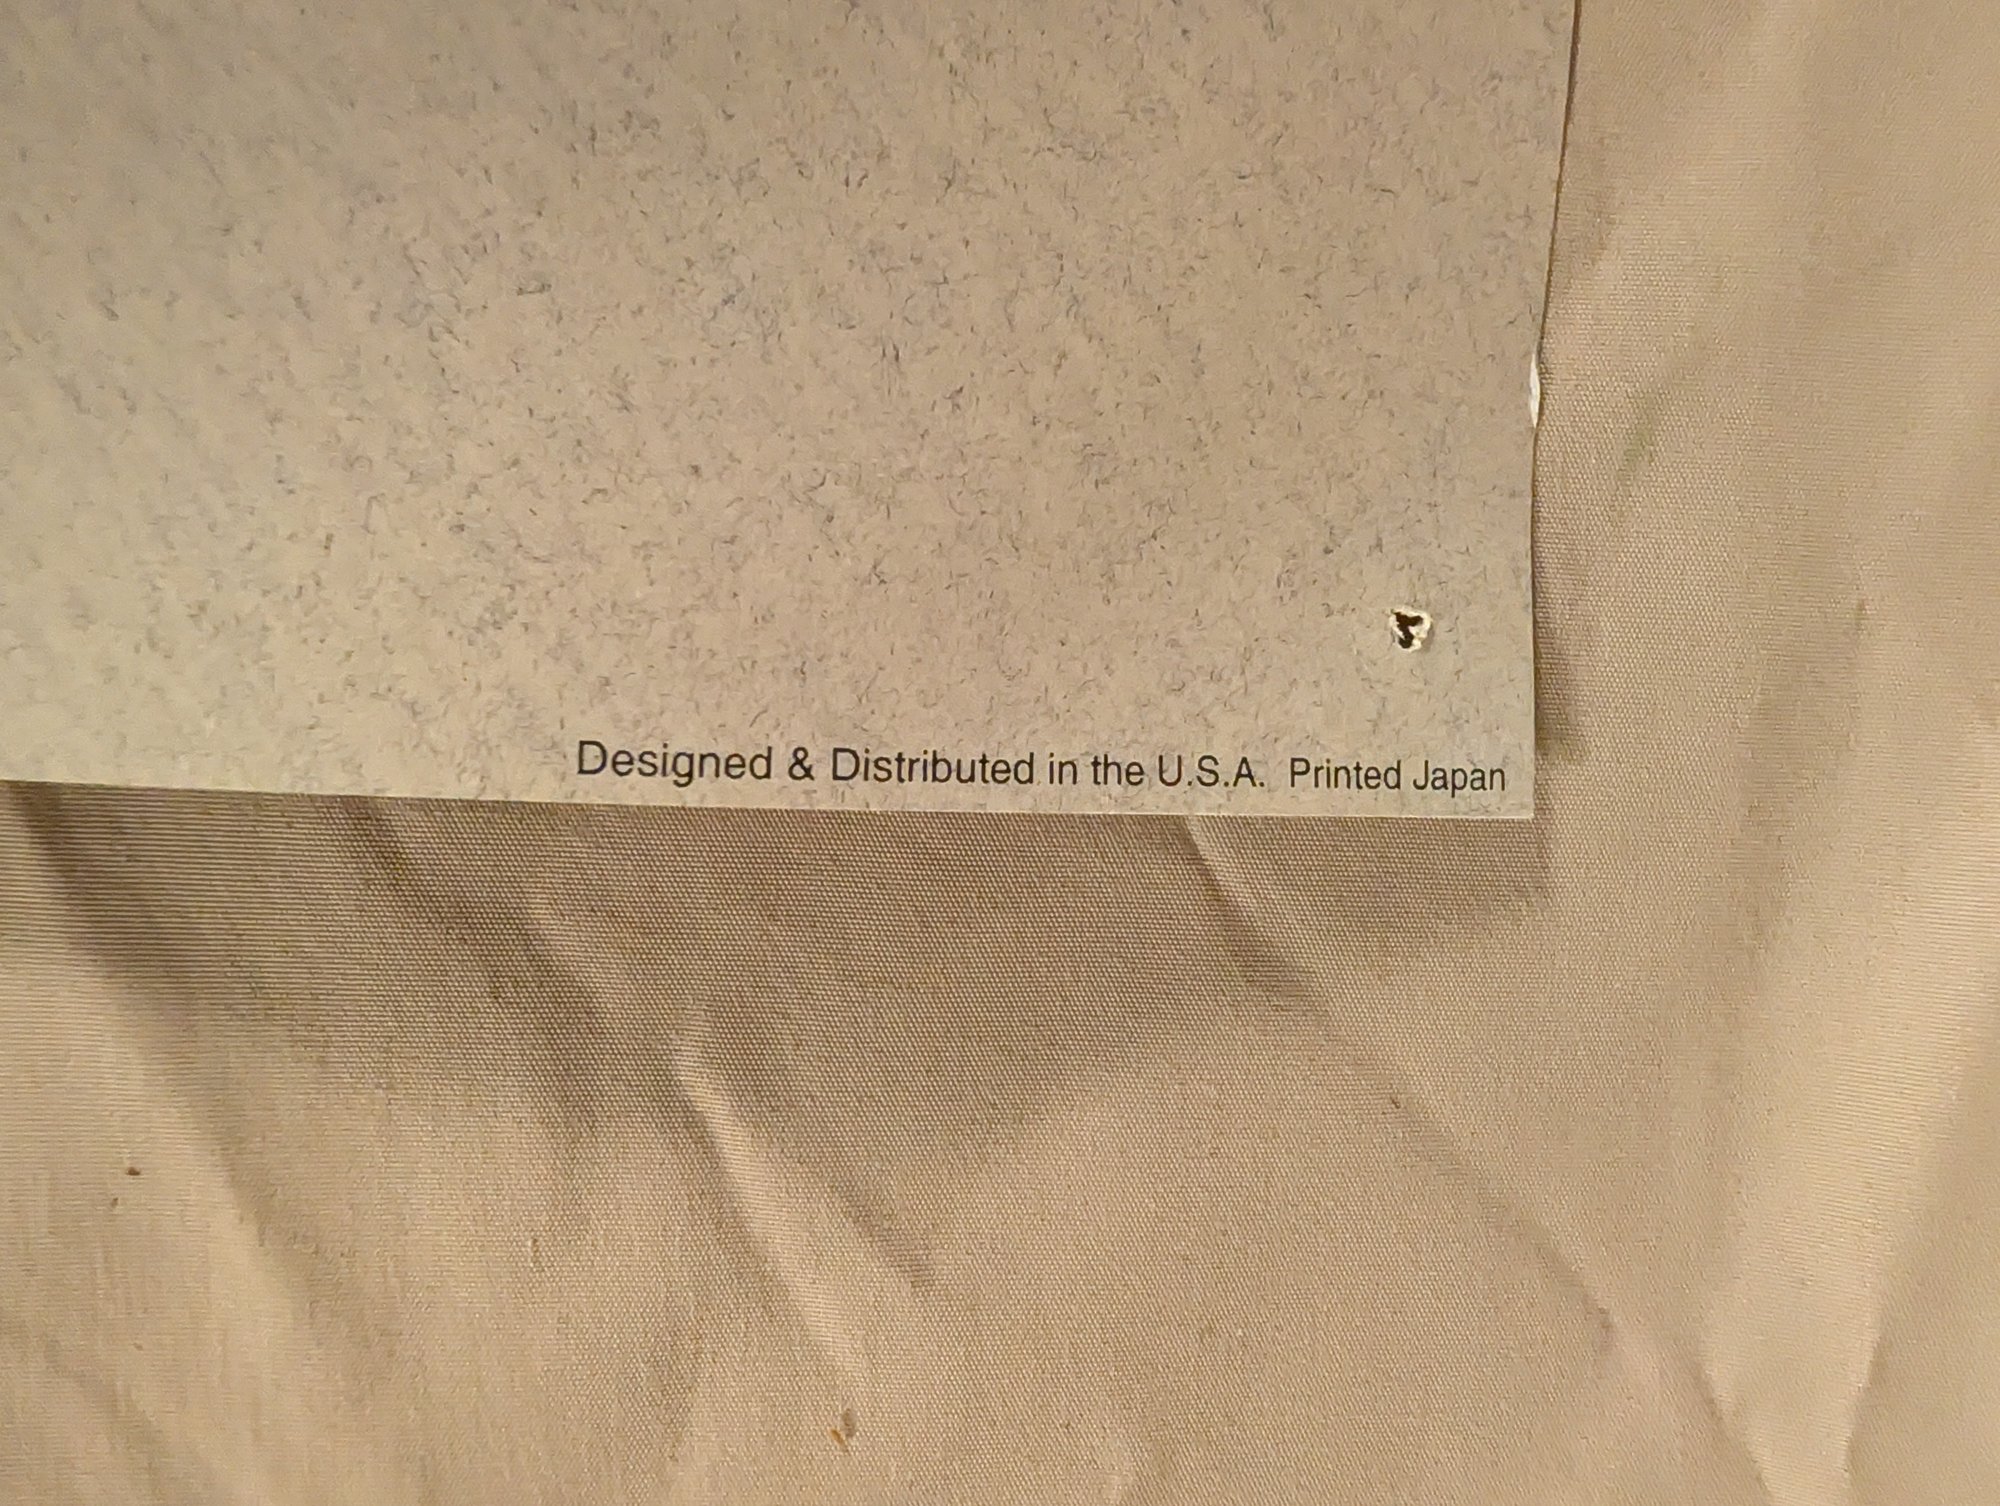 Designed & Distributed in the U.S.A. Printed Japan